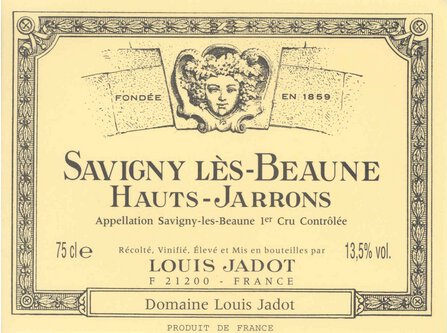 FONDÉE EN 1859
SAVIGNY LÈS-BEAUNE
HAUTS-JARRONS
Appellation Savigny-les-Beaune 1er Cru Contrôlée
75 cl e Récolté, Vinifié, Élevé et Mis en bouteilles par 13,5% vol.
LOUIS JADOT
F 21200 - FRANCE
Domaine Louis Jadot
PRODUIT DE FRANCE